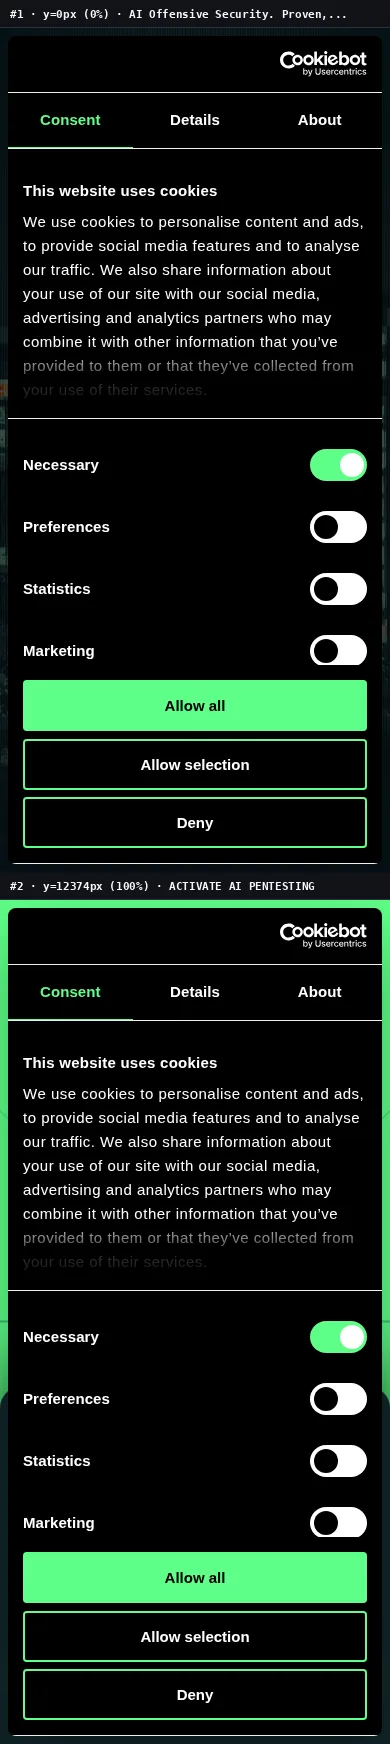 #1 · y=0px (0%) · AI Offensive Security. Proven,...
Cookiebot
by Usercentrics
Consent
Details
About
This website uses cookies
We use cookies to personalise content and ads,
to provide social media features and to analyse
our traffic. We also share information about
your use of our site with our social media,
advertising and analytics partners who may
combine it with other information that you’ve
provided to them or that they’ve collected from
your use of their services.
Necessary
Preferences
Statistics
Marketing
Allow all
Allow selection
Deny
#2 · y=12374px (100%) · ACTIVATE AI PENTESTING
Cookiebot
by Usercentrics
Consent
Details
About
This website uses cookies
We use cookies to personalise content and ads,
to provide social media features and to analyse
our traffic. We also share information about
your use of our site with our social media,
advertising and analytics partners who may
combine it with other information that you’ve
provided to them or that they’ve collected from
your use of their services.
Necessary
Preferences
Statistics
Marketing
Allow all
Allow selection
Deny